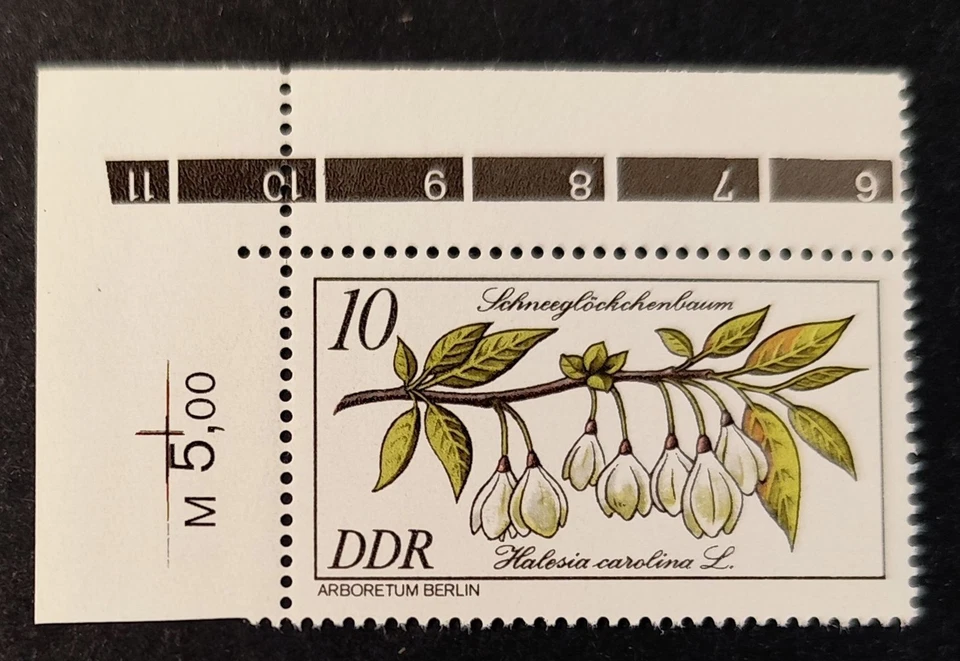 11 10 9 8 7 6
10
Schneeglöckchenbaum
M 5,00
DDR
Halesia carolina L.
ARBORETUM BERLIN